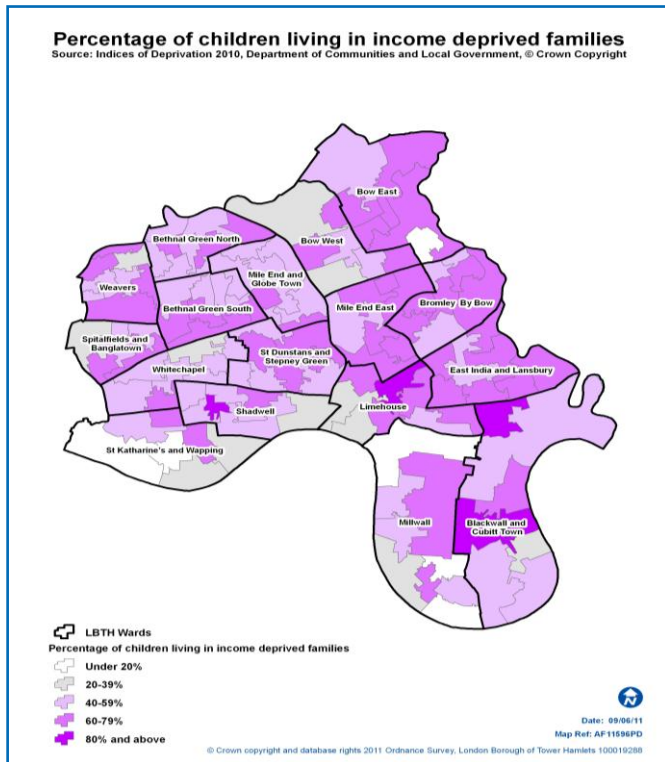 Percentage of children living in income deprived families
Source: Indices of Deprivation 2010, Department of Communities and Local Government, © Crown Copyright
Bow East
Bethnal Green North
Bow West
Mile End and
Globe Town
Weavers
Bethnal Green South
Mile End East
Bromley By Bow
Spitalfields and
Banglatown
St Dunstans and
Stepney Green
Whitechapel
East India and Lansbury
Shadwell
Limehouse
St Katharine's and Wapping
Millwall
Blackwall and
Cubitt Town
LBTH Wards
Percentage of children living in income deprived families
Under 20%
20-39%
40-59%
60-79%
80% and above
N
Date: 09/06/11
Map Ref: AF11596PD
© Crown copyright and database rights 2011 Ordnance Survey, London Borough of Tower Hamlets 100019288